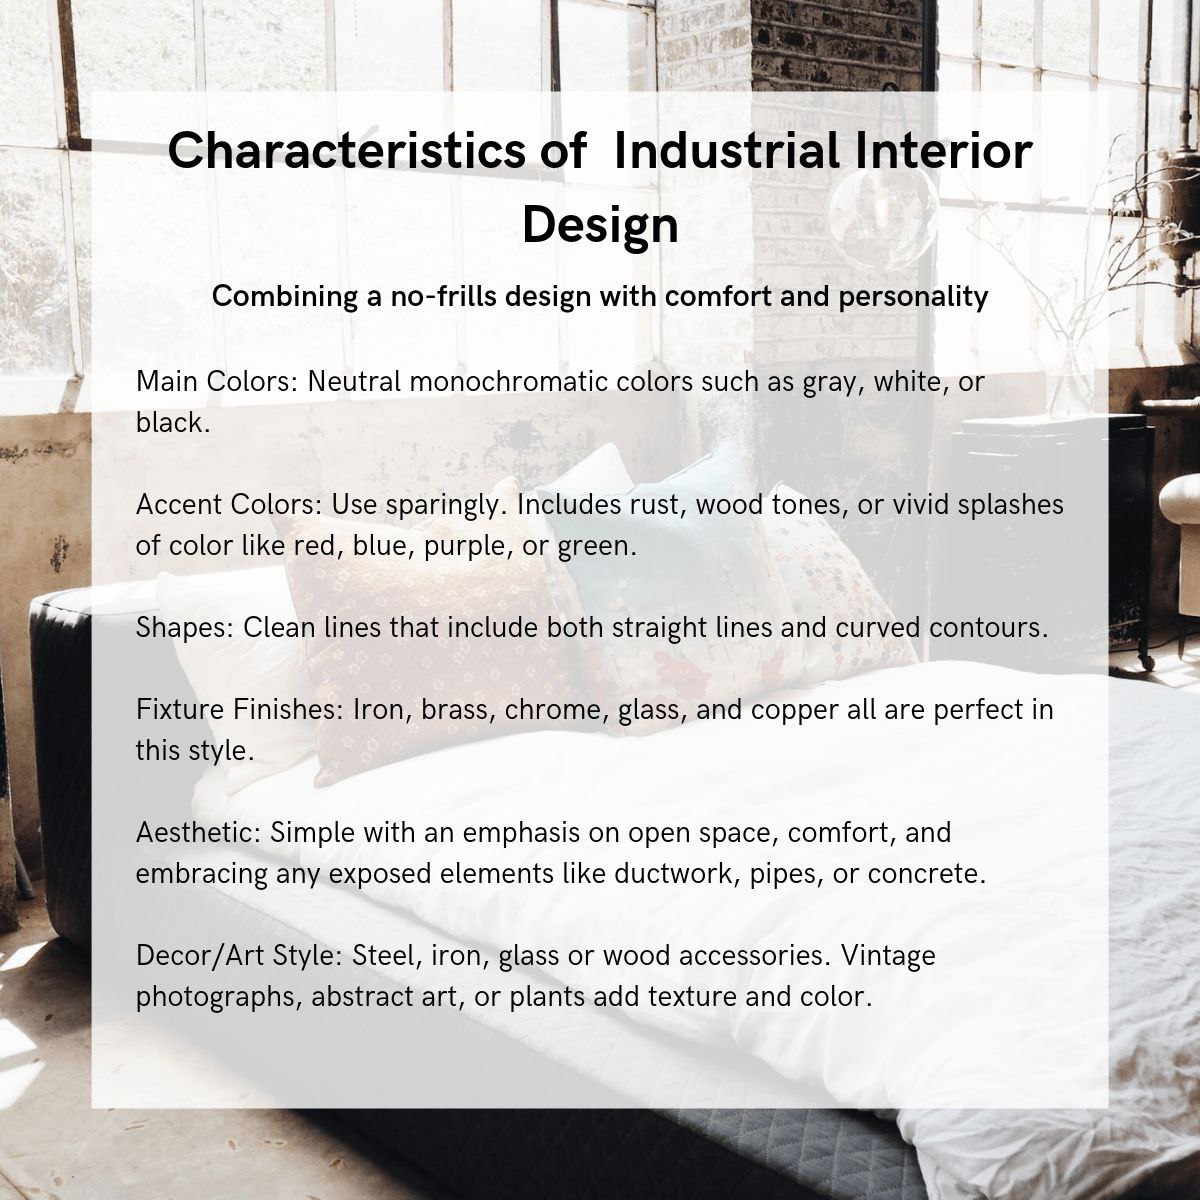 Characteristics of  Industrial Interior
Design
Combining a no-frills design with comfort and personality
Main Colors: Neutral monochromatic colors such as gray, white, or
black.
Accent Colors: Use sparingly. Includes rust, wood tones, or vivid splashes
of color like red, blue, purple, or green.
Shapes: Clean lines that include both straight lines and curved contours.
Fixture Finishes: Iron, brass, chrome, glass, and copper all are perfect in
this style.
Aesthetic: Simple with an emphasis on open space, comfort, and
embracing any exposed elements like ductwork, pipes, or concrete.
Decor/Art Style: Steel, iron, glass or wood accessories. Vintage
photographs, abstract art, or plants add texture and color.